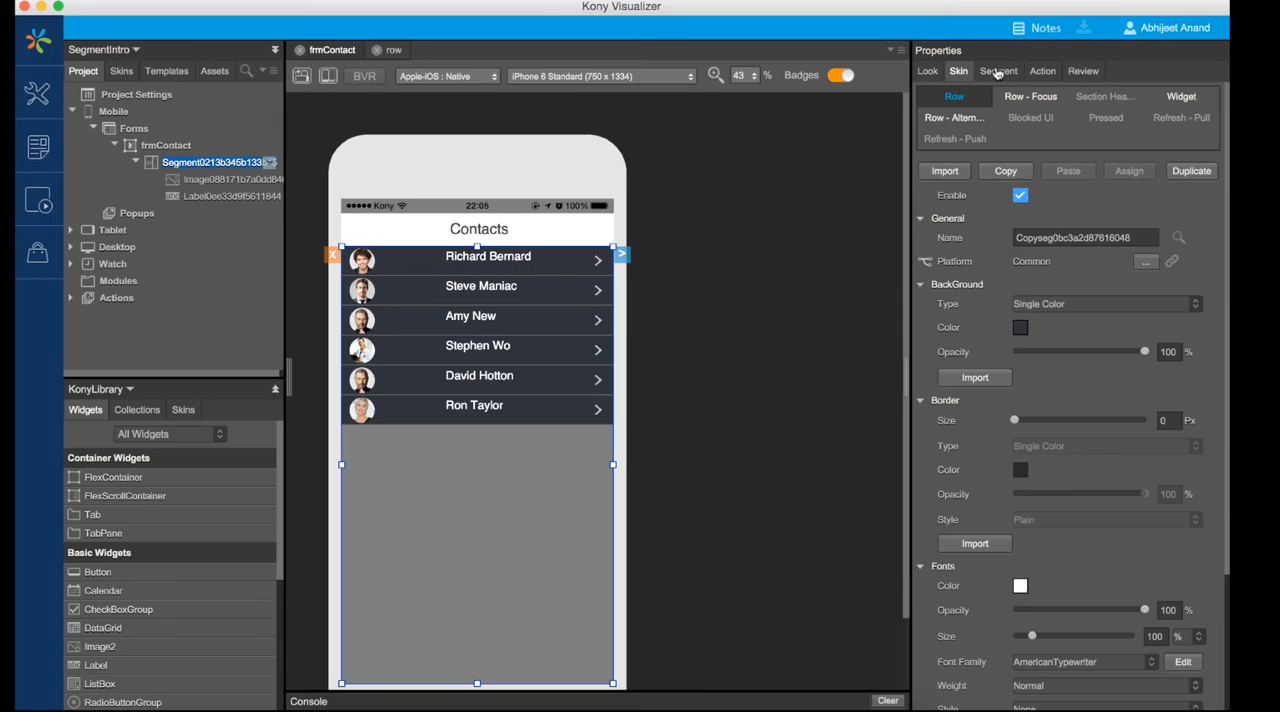 Kony Visualizer
Notes
Abhijeet Anand
SegmentIntro
Project Skins Templates Assets
Project Settings
Mobile
Forms
frmContact
Segment0213b345b133
Image088171b7a0dd84
Label0ee33d9f5611844
Popups
Tablet
Desktop
Watch
Modules
Actions
KonyLibrary
Widgets Collections Skins
All Widgets
Container Widgets
FlexContainer
FlexScrollContainer
Tab
TabPane
Basic Widgets
Button
Calendar
CheckBoxGroup
DataGrid
Image2
Label
ListBox
RadioButtonGroup
frmContact row
BVR Apple-iOS : Native iPhone 6 Standard (750 x 1334) 43 % Badges
Kony 22:05 100%
Contacts
x
Richard Bernard
Steve Maniac
Amy New
Stephen Wo
David Hotton
Ron Taylor
Console Clear
Properties
Look Skin Segment Action Review
Row Row - Focus Section Hea... Widget
Row - Altern... Blocked UI Pressed Refresh - Pull
Refresh - Push
Import Copy Paste Assign Duplicate
Enable
General
Name Copyseg0bc3a2d87616048
Platform Common ...
BackGround
Type Single Color
Color
Opacity 100 %
Import
Border
Size 0 Px
Type Single Color
Color
Opacity 100 %
Style Plain
Import
Fonts
Color
Opacity 100 %
Size 100 %
Font Family AmericanTypewriter Edit
Weight Normal
Style None